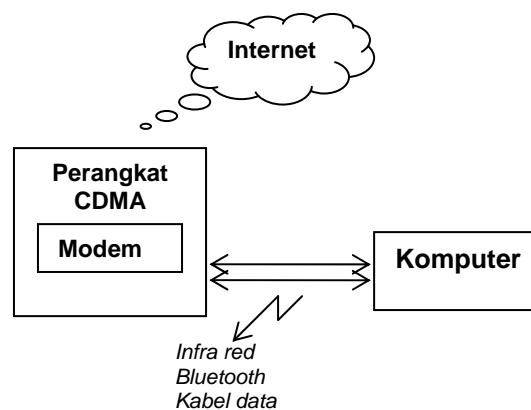 Internet
Perangkat
CDMA
Modem
Komputer
Infra red
Bluetooth
Kabel data